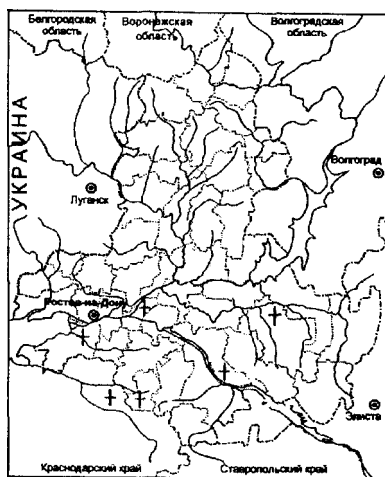 Белгородская область
Воронежская область
Волгоградская область
УКРАИНА
Волгоград
Луганск
Ростов-на-Дону
Элиста
Краснодарский край
Ставропольский край